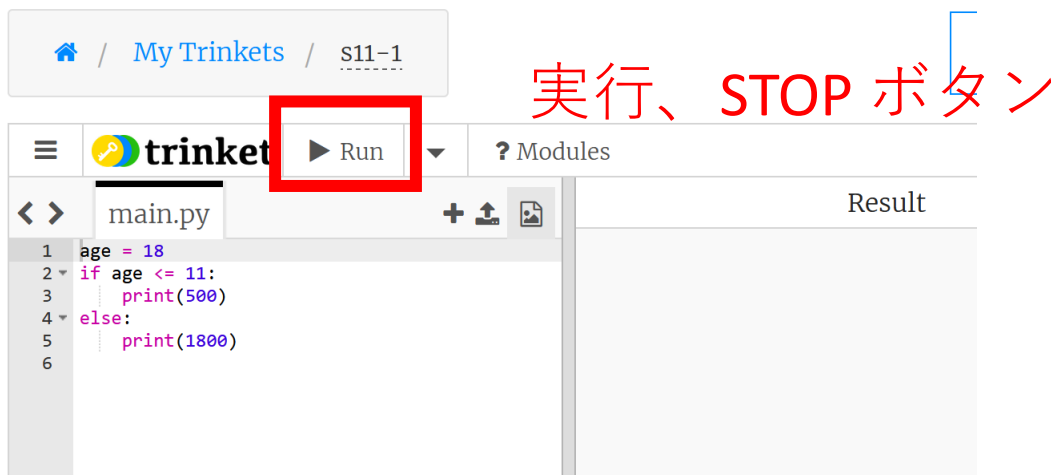 / My Trinkets / s11-1
実行、STOP ボタン
trinket Run ? Modules
main.py
Result
1 age = 18
2 if age <= 11:
3 print(500)
4 else:
5 print(1800)
6